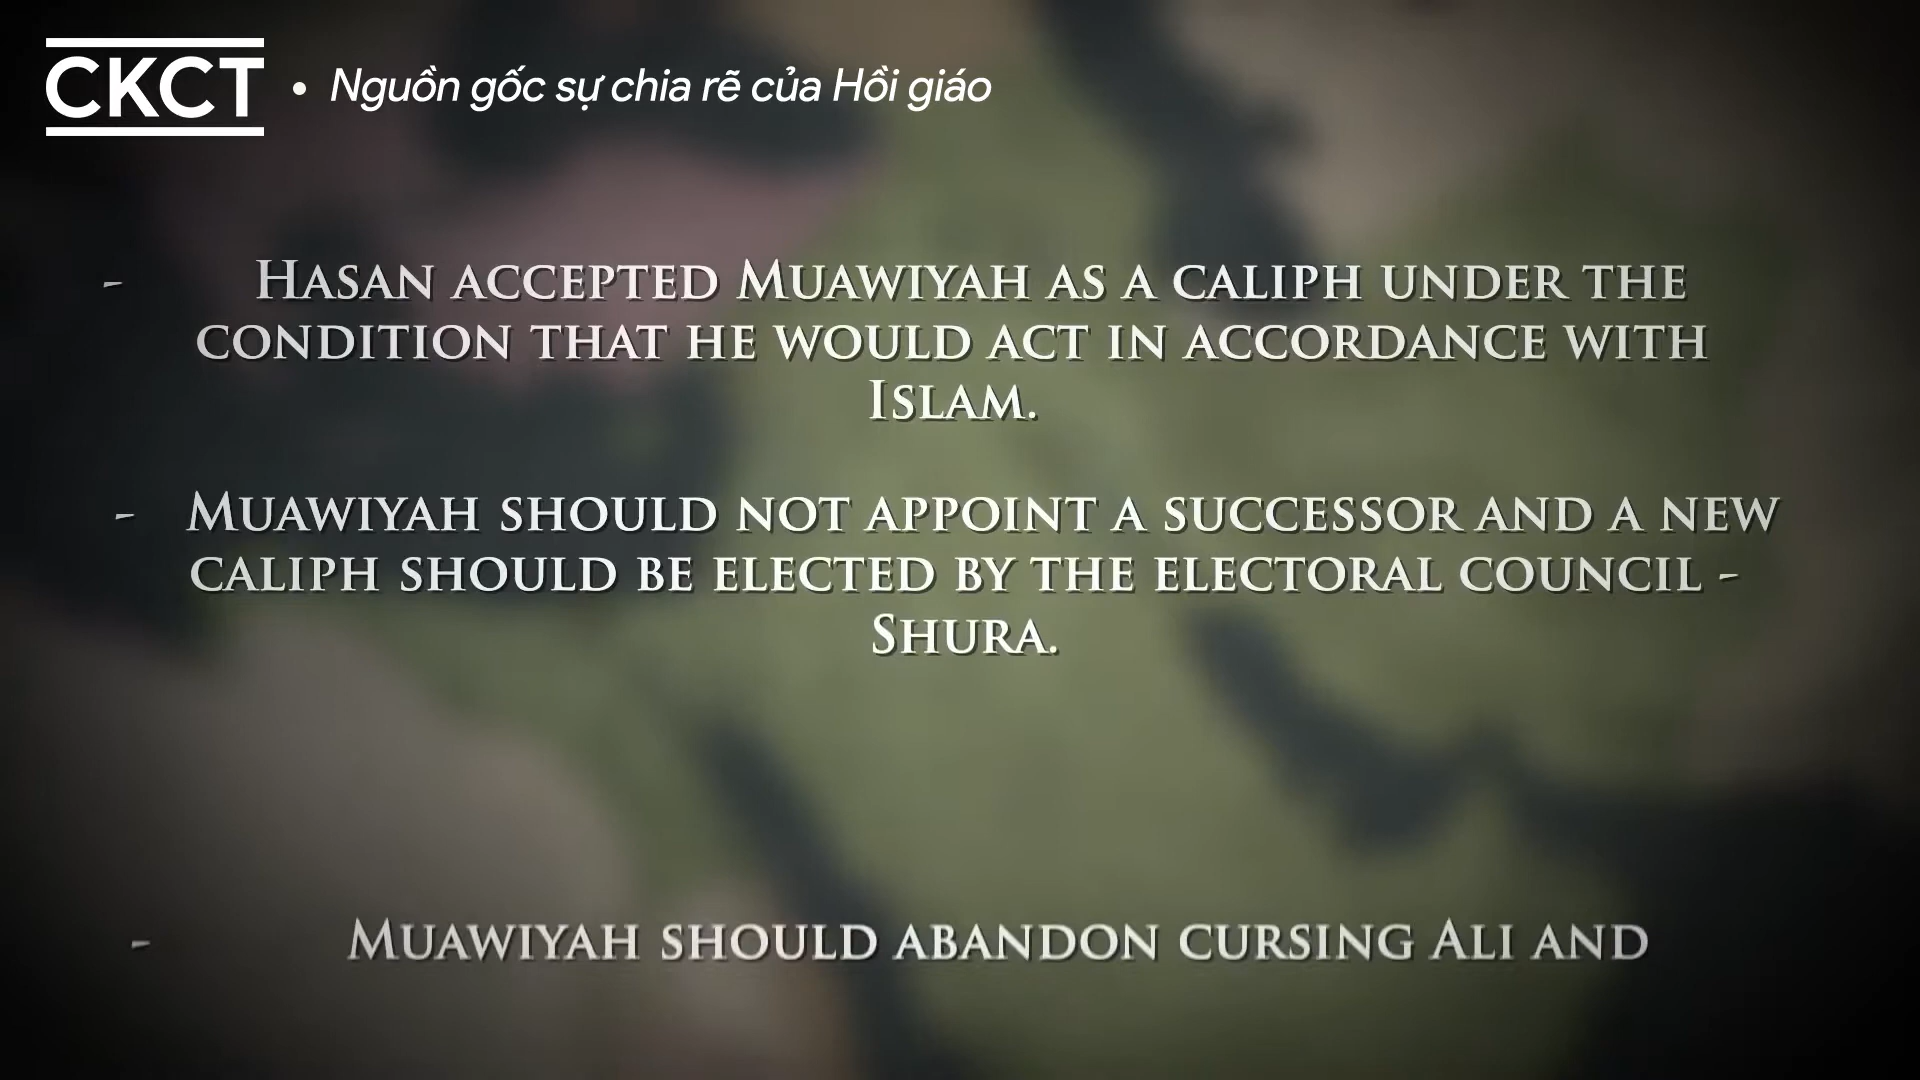 CKCT • Nguồn gốc sự chia rẽ của Hồi giáo
- Hasan accepted Muawiyah as a caliph under the
condition that he would act in accordance with
Islam.
- Muawiyah should not appoint a successor and a new
caliph should be elected by the electoral council -
Shura.
- Muawiyah should abandon cursing Ali and